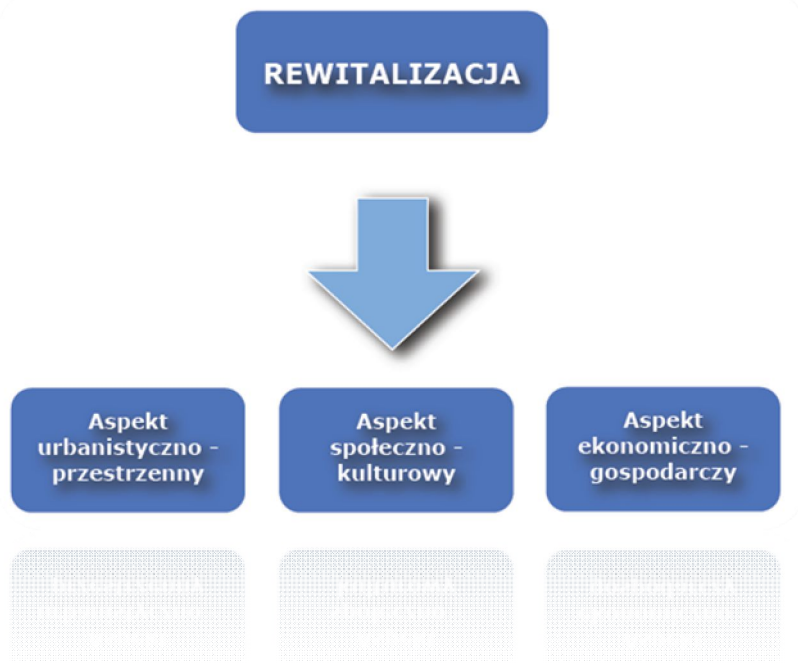 REWITALIZACJA
Aspekt
urbanistyczno -
przestrzenny
Aspekt
społeczno -
kulturowy
Aspekt
ekonomiczno -
gospodarczy